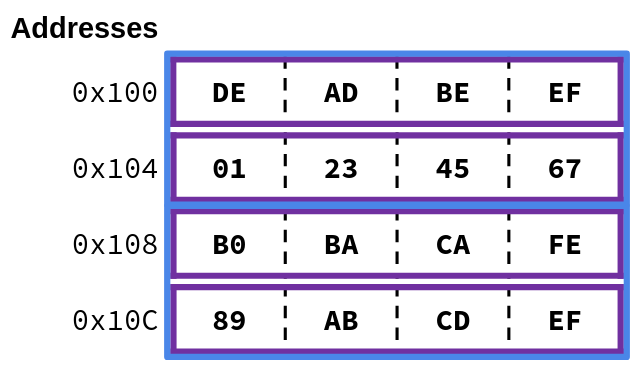 Addresses
0x100 DE AD BE EF
0x104 01 23 45 67
0x108 B0 BA CA FE
0x10C 89 AB CD EF